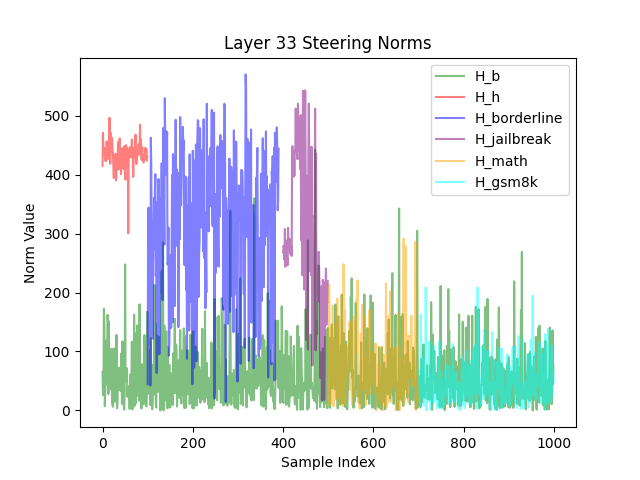 Layer 33 Steering Norms
Norm Value
500
400
300
200
100
0
H_b
H_h
H_borderline
H_jailbreak
H_math
H_gsm8k
0 200 400 600 800 1000
Sample Index